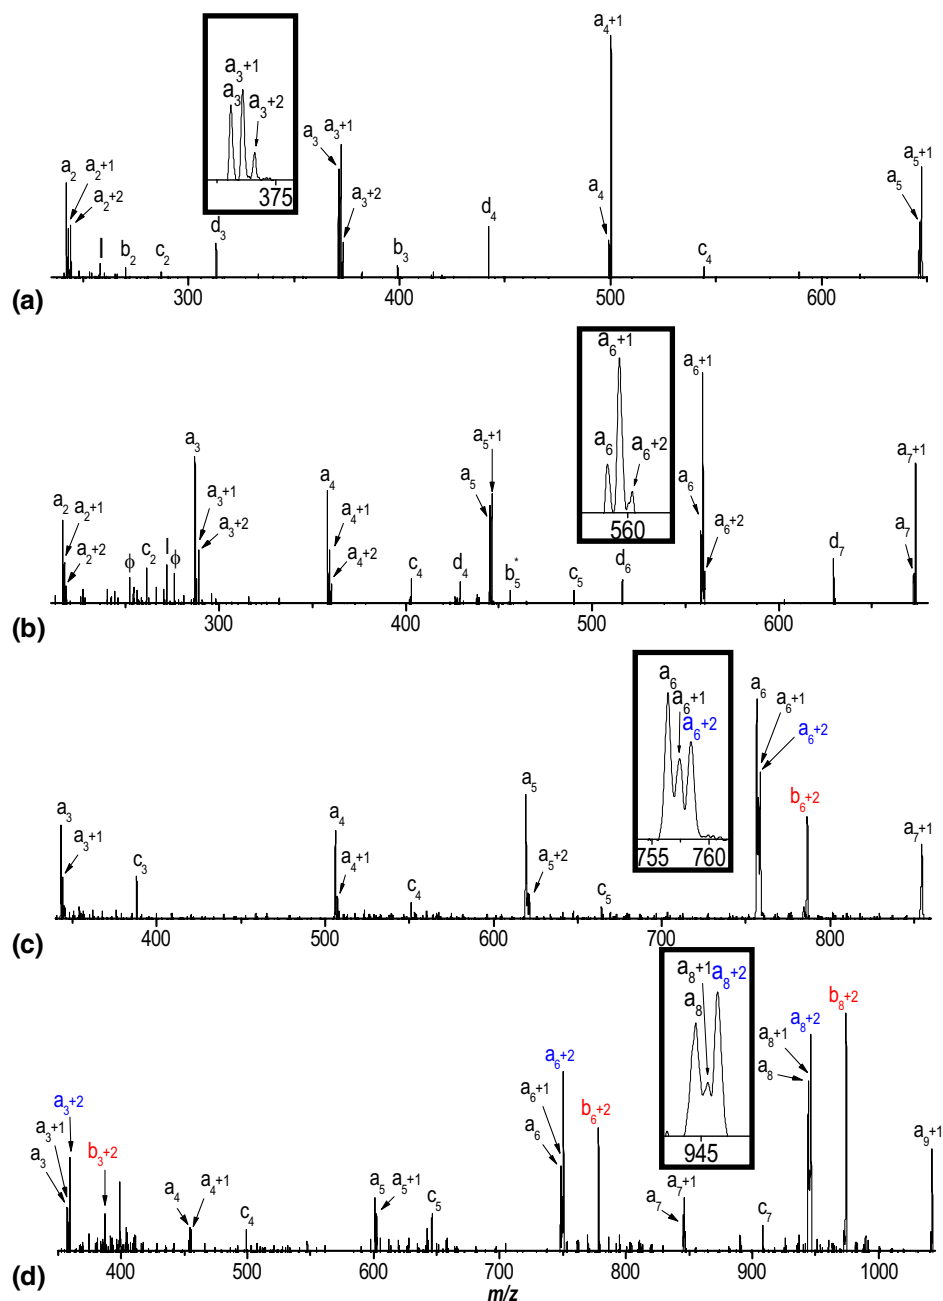 a₂ a₂+1 a₂+2 I b₂ c₂ d₃ a₃ a₃+1 a₃+2 b₃ d₄ a₄ a₄+1 c₄ a₅ a₅+1
a₃+1
a₃ a₃+2
375
300 400 500 600
(a)
a₂ a₂+1 a₂+2 ϕ c₂ I ϕ a₃ a₃+1 a₃+2 a₄ a₄+1 a₄+2 c₄ d₄ a₅ a₅+1 b₅* c₅ d₆ a₆ a₆+1 a₆+2 d₇ a₇ a₇+1
a₆+1
a₆ a₆+2
560
300 400 500 600
(b)
a₃ a₃+1 c₃ a₄ a₄+1 c₄ a₅ a₅+2 c₅ a₆ a₆+1 a₆+2 b₆+2 a₇+1
a₆ a₆+1
a₆+2
755 760
400 500 600 700 800
(c)
a₃ a₃+1 a₃+2 b₃+2 a₄ a₄+1 c₄ a₅ a₅+1 c₅ a₆ a₆+1 a₆+2 b₆+2 a₇ a₇+1 c₇ a₈ a₈+1 a₈+2 b₈+2 a₉+1
a₈+1 a₈+2
a₈
945
400 500 600 700 800 900 1000
(d)
m/z